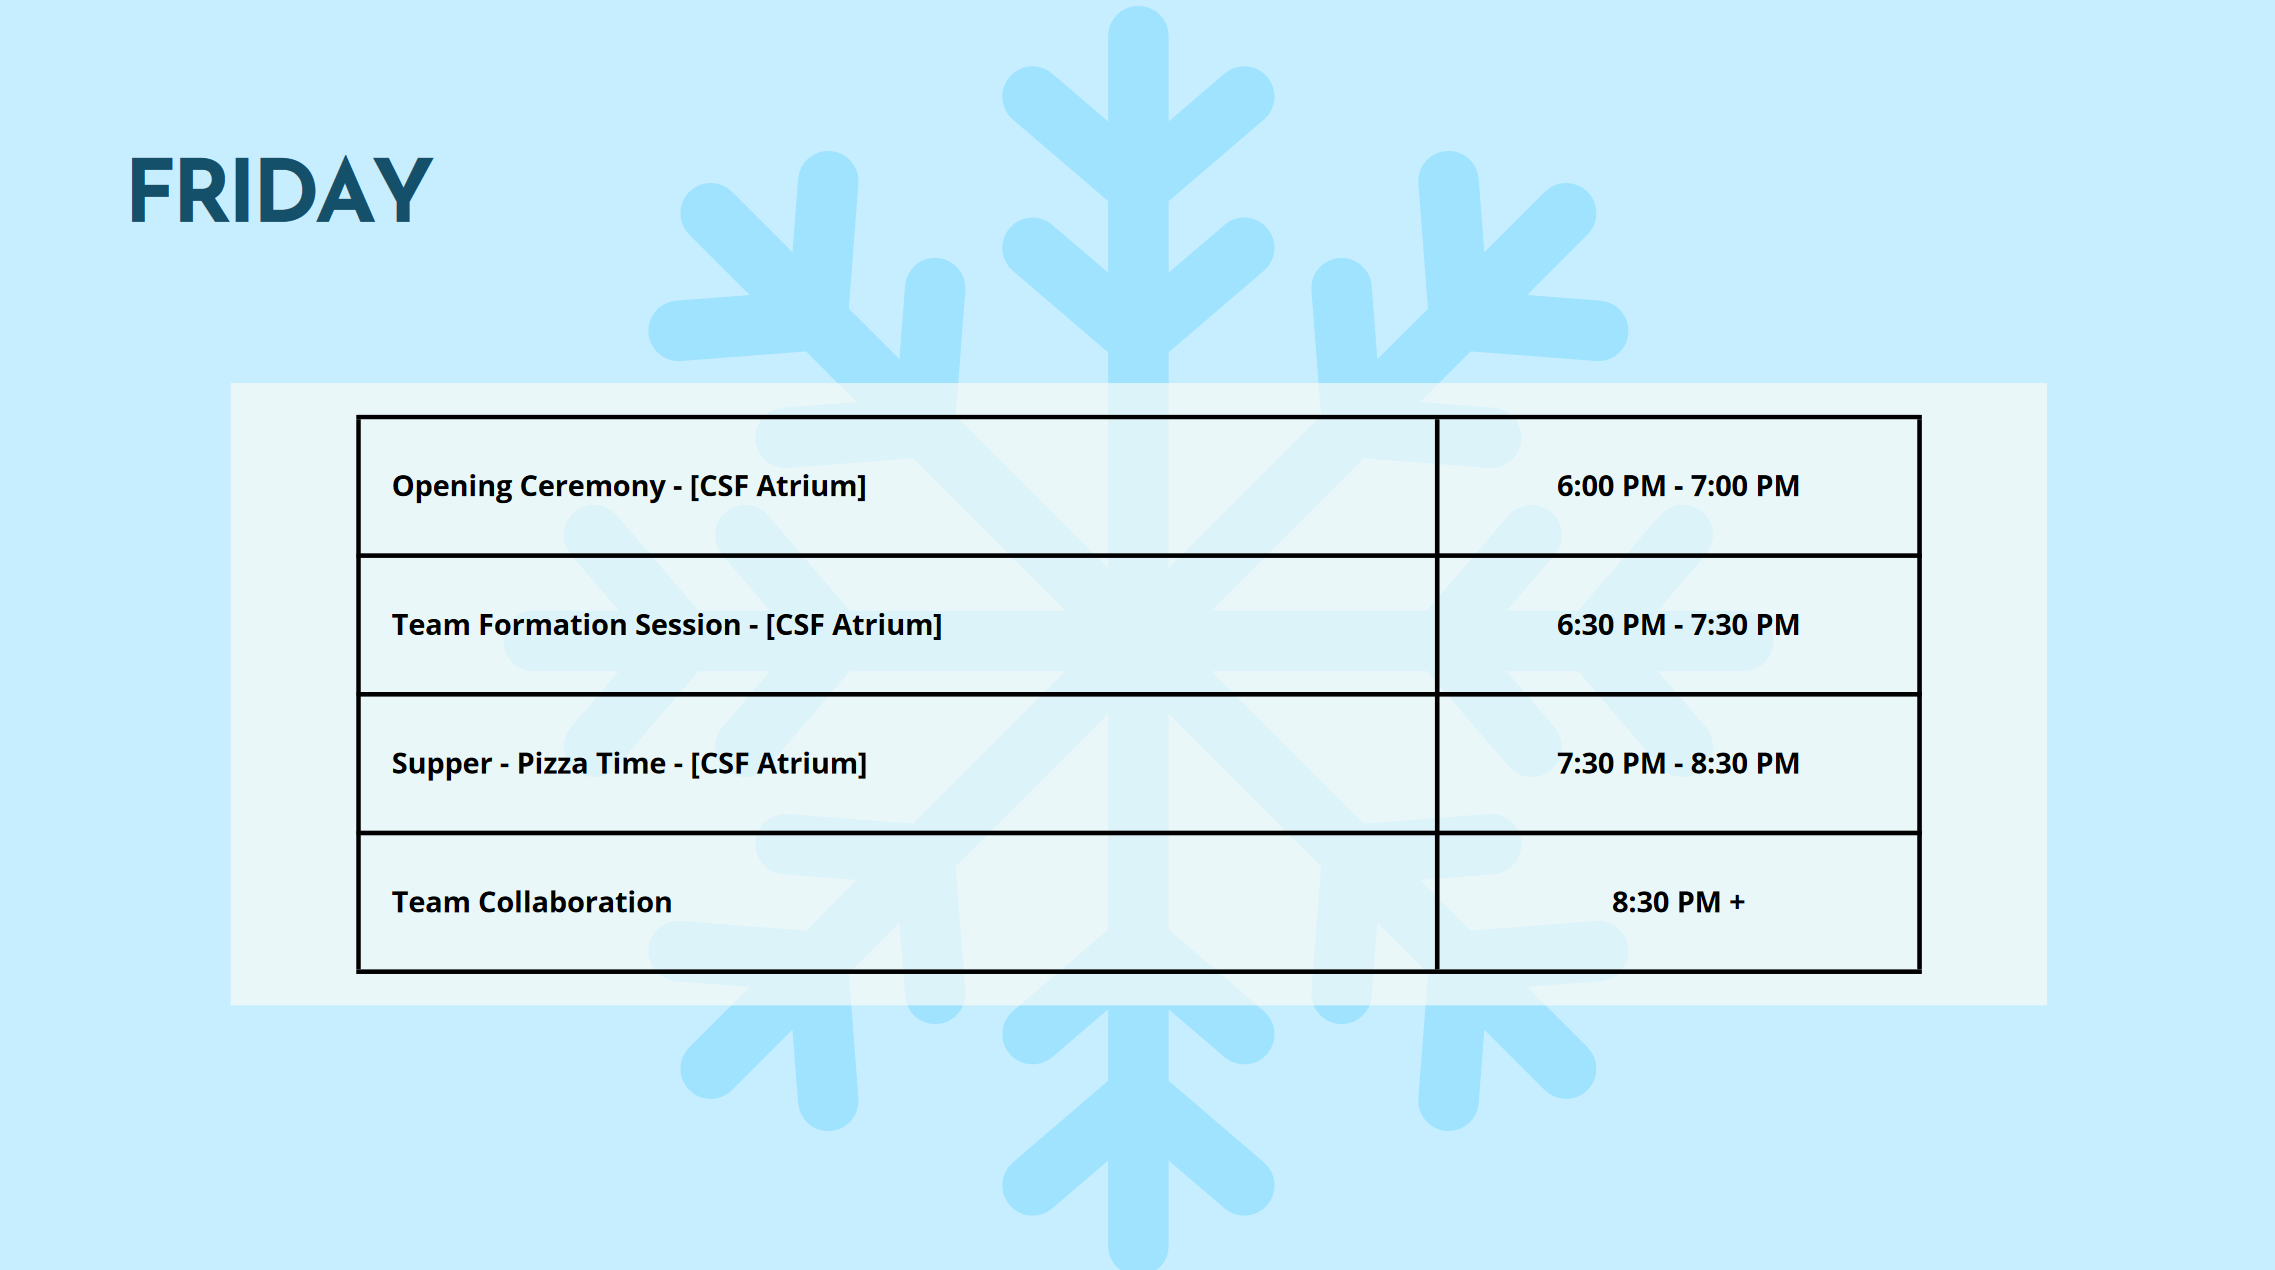 FRIDAY
Opening Ceremony - [CSF Atrium]
6:00 PM - 7:00 PM
Team Formation Session - [CSF Atrium]
6:30 PM - 7:30 PM
Supper - Pizza Time - [CSF Atrium]
7:30 PM - 8:30 PM
Team Collaboration
8:30 PM +